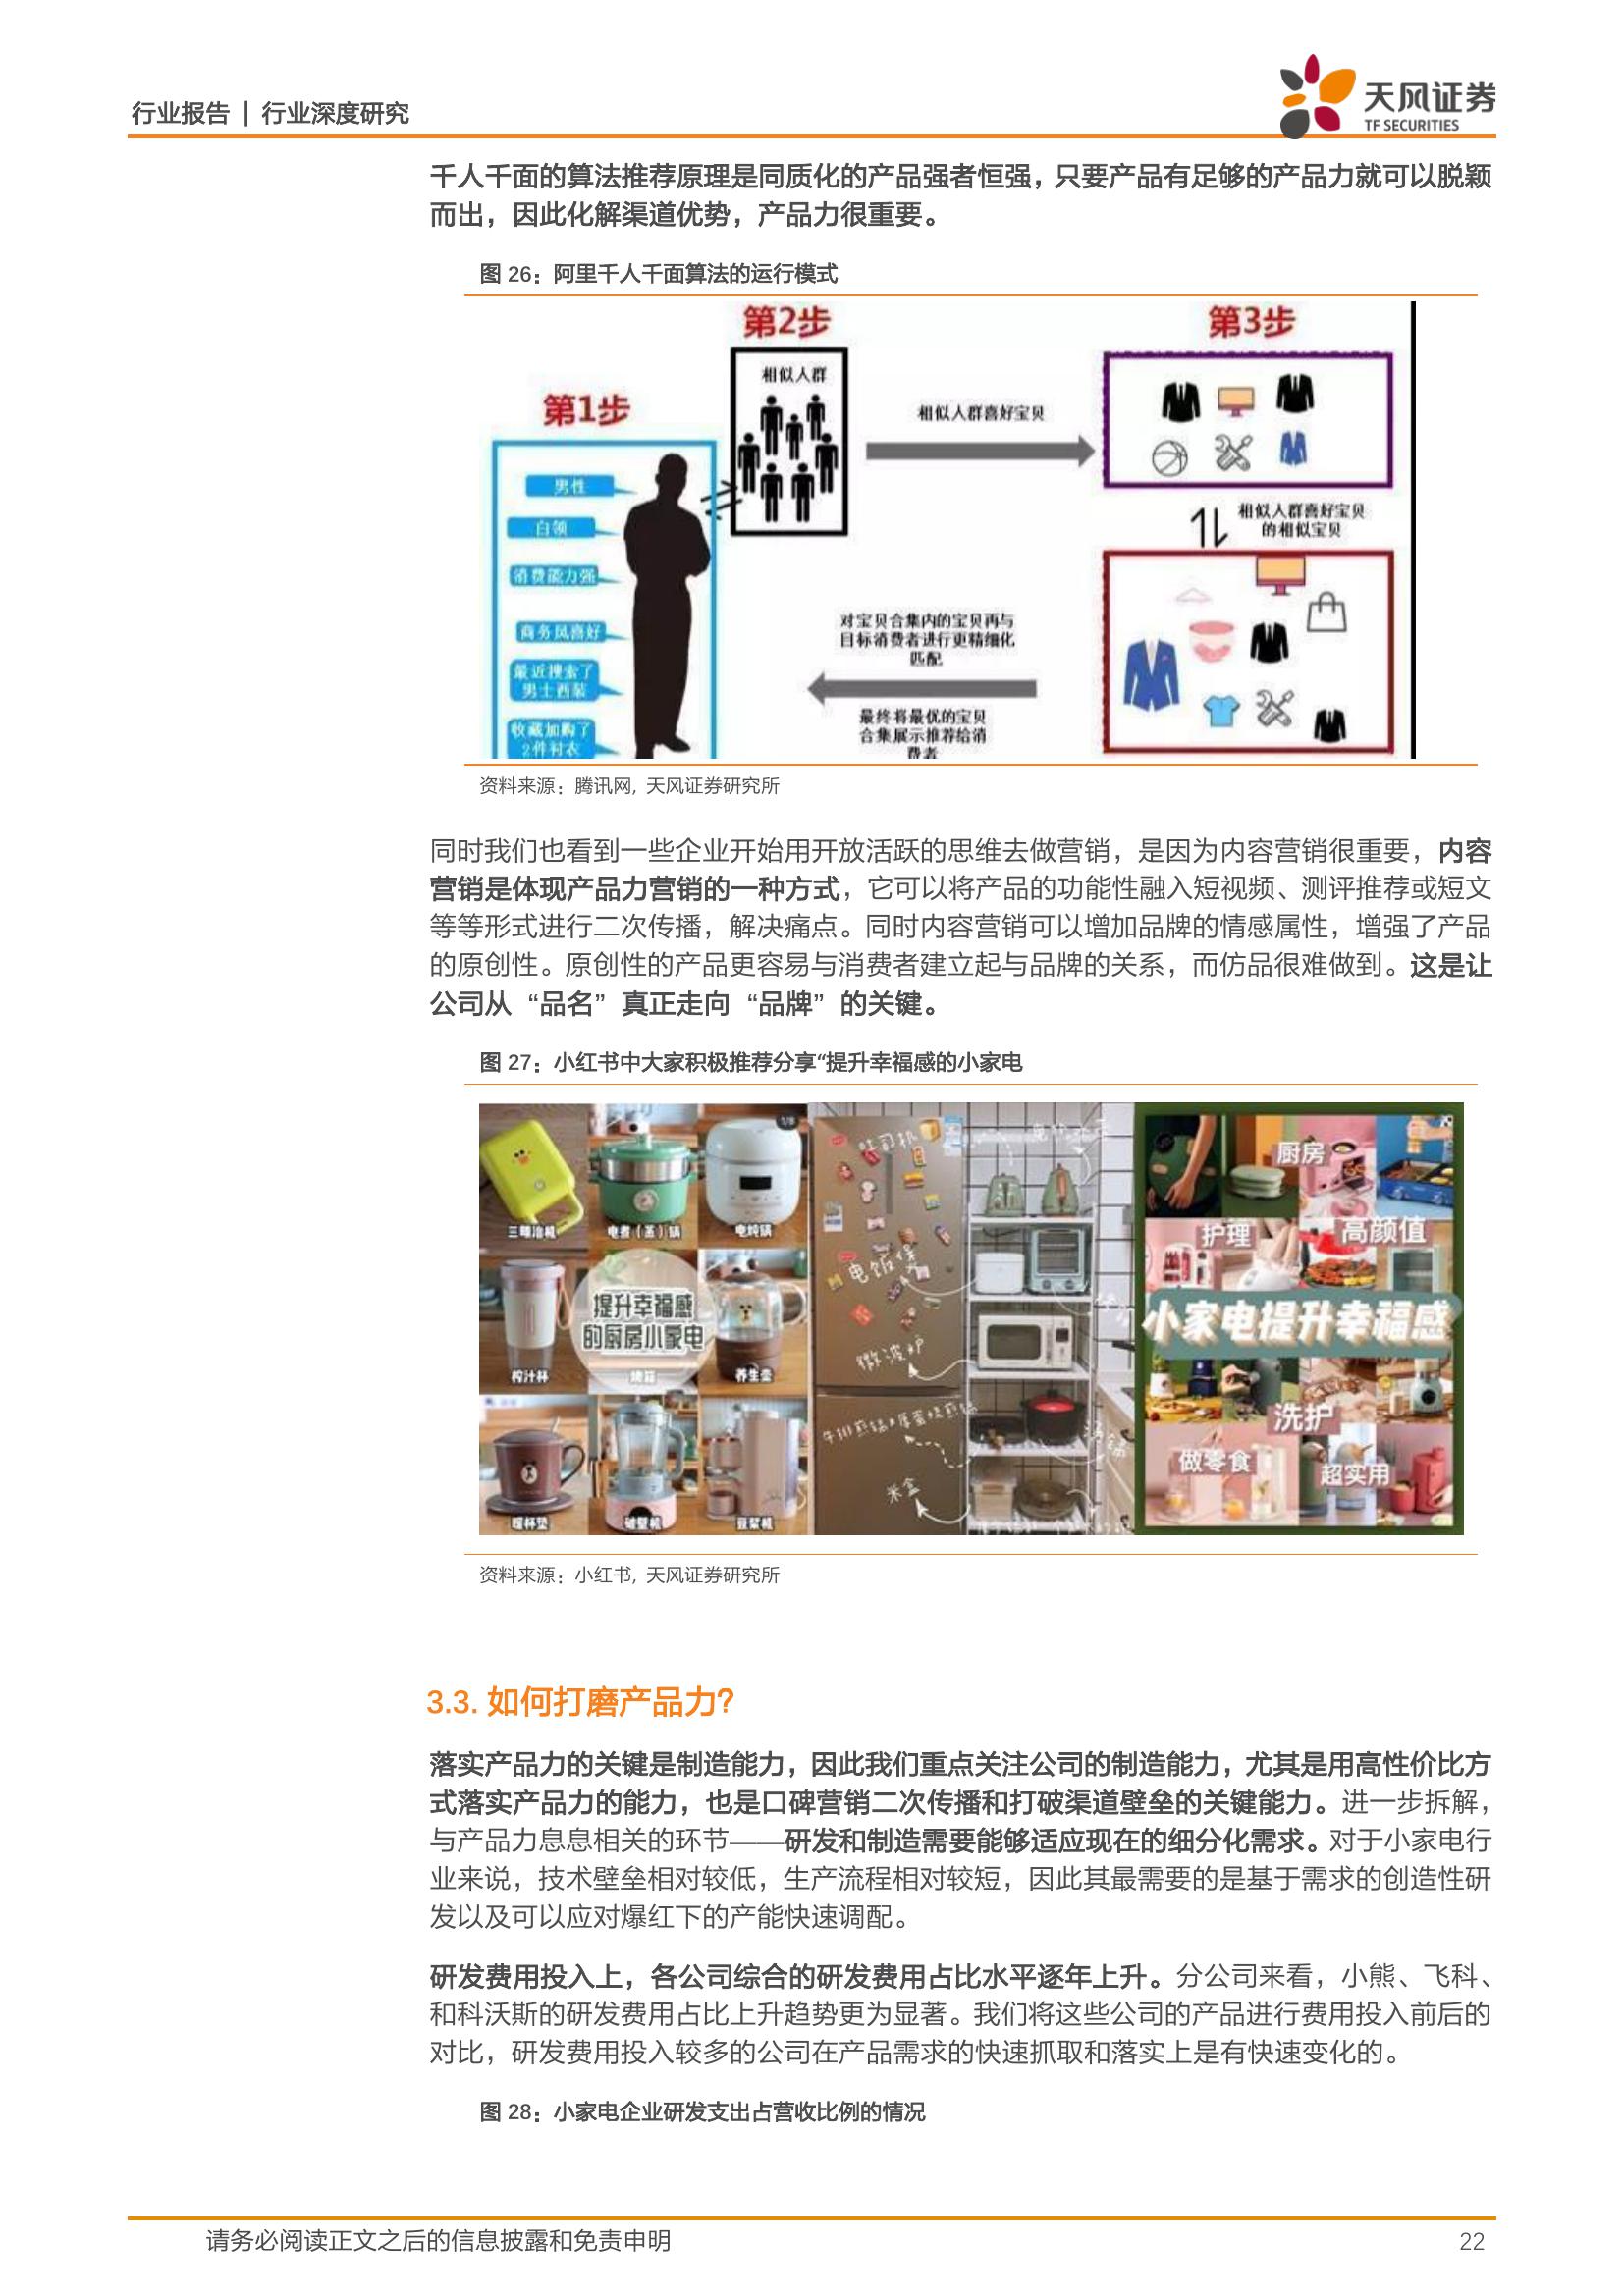 行业报告 | 行业深度研究
天风证券
TF SECURITIES
千人千面的算法推荐原理是同质化的产品强者恒强，只要产品有足够的产品力就可以脱颖
而出，因此化解渠道优势，产品力很重要。
图 26：阿里千人千面算法的运行模式
第1步
男性
白领
消费能力强
商务风喜好
最近搜索了
男士西装
收藏加购了
2件衬衣
第2步
相似人群
相似人群喜好宝贝
第3步
相似人群喜好宝贝
的相似宝贝
对宝贝合集内的宝贝再与
目标消费者进行更精细化
匹配
最终将最优的宝贝
合集展示推荐给消
费者
资料来源：腾讯网, 天风证券研究所
同时我们也看到一些企业开始用开放活跃的思维去做营销，是因为内容营销很重要，内容
营销是体现产品力营销的一种方式，它可以将产品的功能性融入短视频、测评推荐或短文
等等形式进行二次传播，解决痛点。同时内容营销可以增加品牌的情感属性，增强了产品
的原创性。原创性的产品更容易与消费者建立起与品牌的关系，而仿品很难做到。这是让
公司从“品名”真正走向“品牌”的关键。
图 27：小红书中大家积极推荐分享“提升幸福感的小家电
三明治机
电煮（蒸）锅
电炖锅
提升幸福感
的厨房小家电
榨汁杯
烤箱
养生壶
暖杯垫
破壁机
豆浆机
吐司机
电饭煲
微波炉
米盒
厨房
护理
高颜值
小家电提升幸福感
洗护
做零食
超实用
资料来源：小红书, 天风证券研究所
3.3. 如何打磨产品力？
落实产品力的关键是制造能力，因此我们重点关注公司的制造能力，尤其是用高性价比方
式落实产品力的能力，也是口碑营销二次传播和打破渠道壁垒的关键能力。进一步拆解，
与产品力息息相关的环节——研发和制造需要能够适应现在的细分化需求。对于小家电行
业来说，技术壁垒相对较低，生产流程相对较短，因此其最需要的是基于需求的创造性研
发以及可以应对爆红下的产能快速调配。
研发费用投入上，各公司综合的研发费用占比水平逐年上升。分公司来看，小熊、飞科、
和科沃斯的研发费用占比上升趋势更为显著。我们将这些公司的产品进行费用投入前后的
对比，研发费用投入较多的公司在产品需求的快速抓取和落实上是有快速变化的。
图 28：小家电企业研发支出占营收比例的情况
请务必阅读正文之后的信息披露和免责申明
22